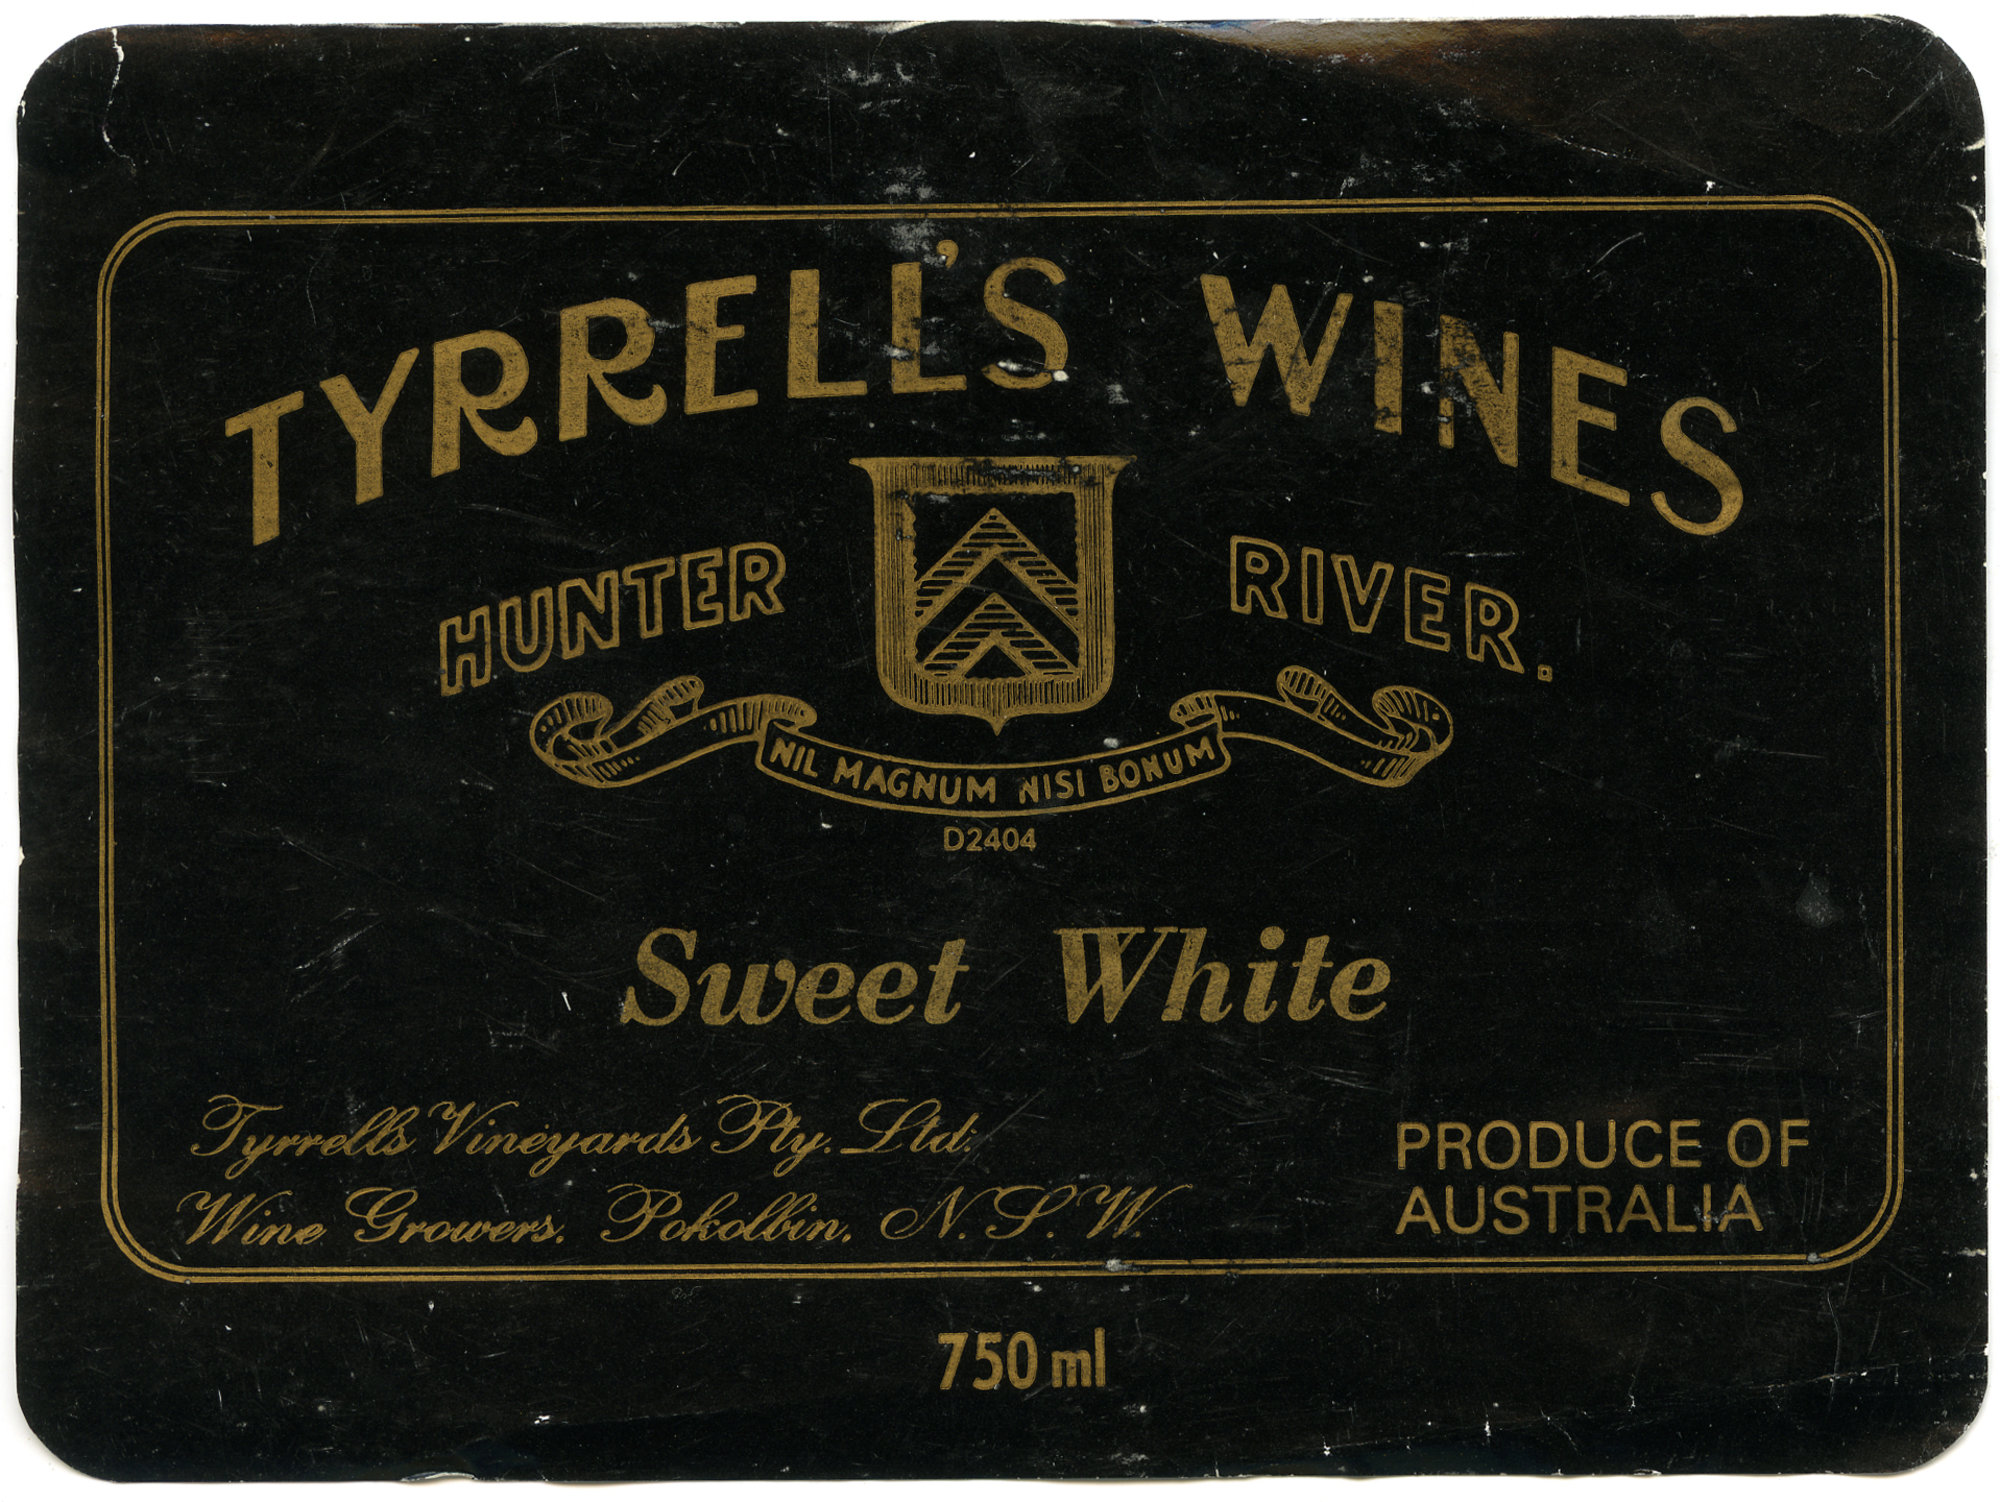 TYRRELL'S WINES
HUNTER RIVER.
NIL MAGNUM NISI BONUM
D2404
Sweet White
Tyrrell's Vineyards Pty. Ltd.
Wine Growers. Pokolbin. N.S.W.
PRODUCE OF
AUSTRALIA
750 ml